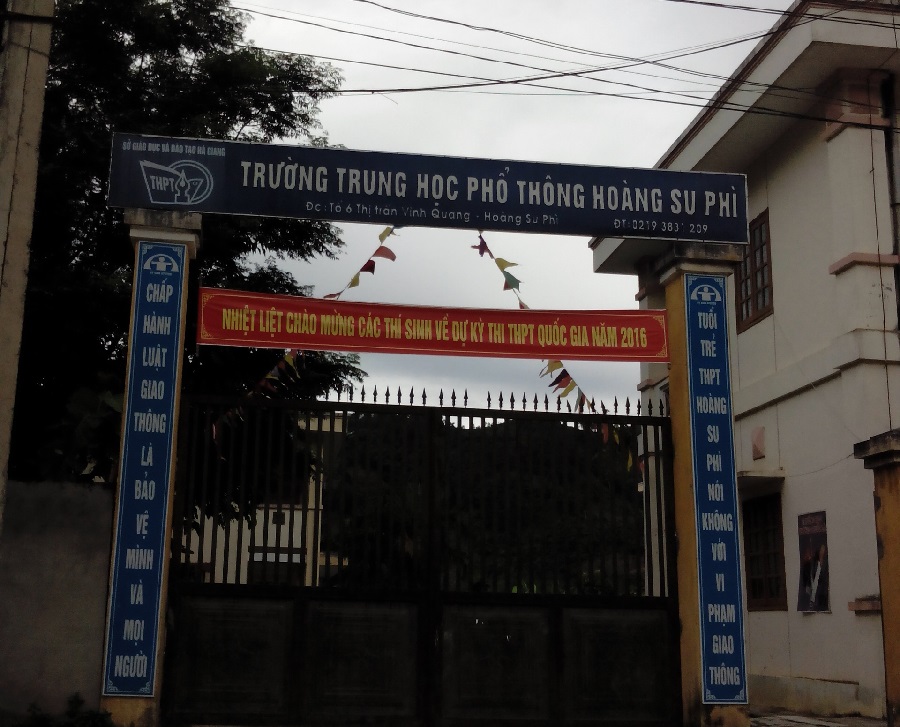 SỞ GIÁO DỤC VÀ ĐÀO TẠO HÀ GIANG
THPT
TRƯỜNG TRUNG HỌC PHỔ THÔNG HOÀNG SU PHÌ
Đc : Tổ 6 Thị trấn Vinh Quang - Hoàng Su Phì
ĐT: 0219 3831 209
NHIỆT LIỆT CHÀO MỪNG CÁC THÍ SINH VỀ DỰ KỲ THI THPT QUỐC GIA NĂM 2016
CHẤP
HÀNH
LUẬT
GIAO
THÔNG
LÀ
BẢO
VỆ
MÌNH
VÀ
MỌI
NGƯỜI
TUỔI
TRẺ
THPT
HOÀNG
SU
PHÌ
NÓI
KHÔNG
VỚI
VI
PHẠM
GIAO
THÔNG